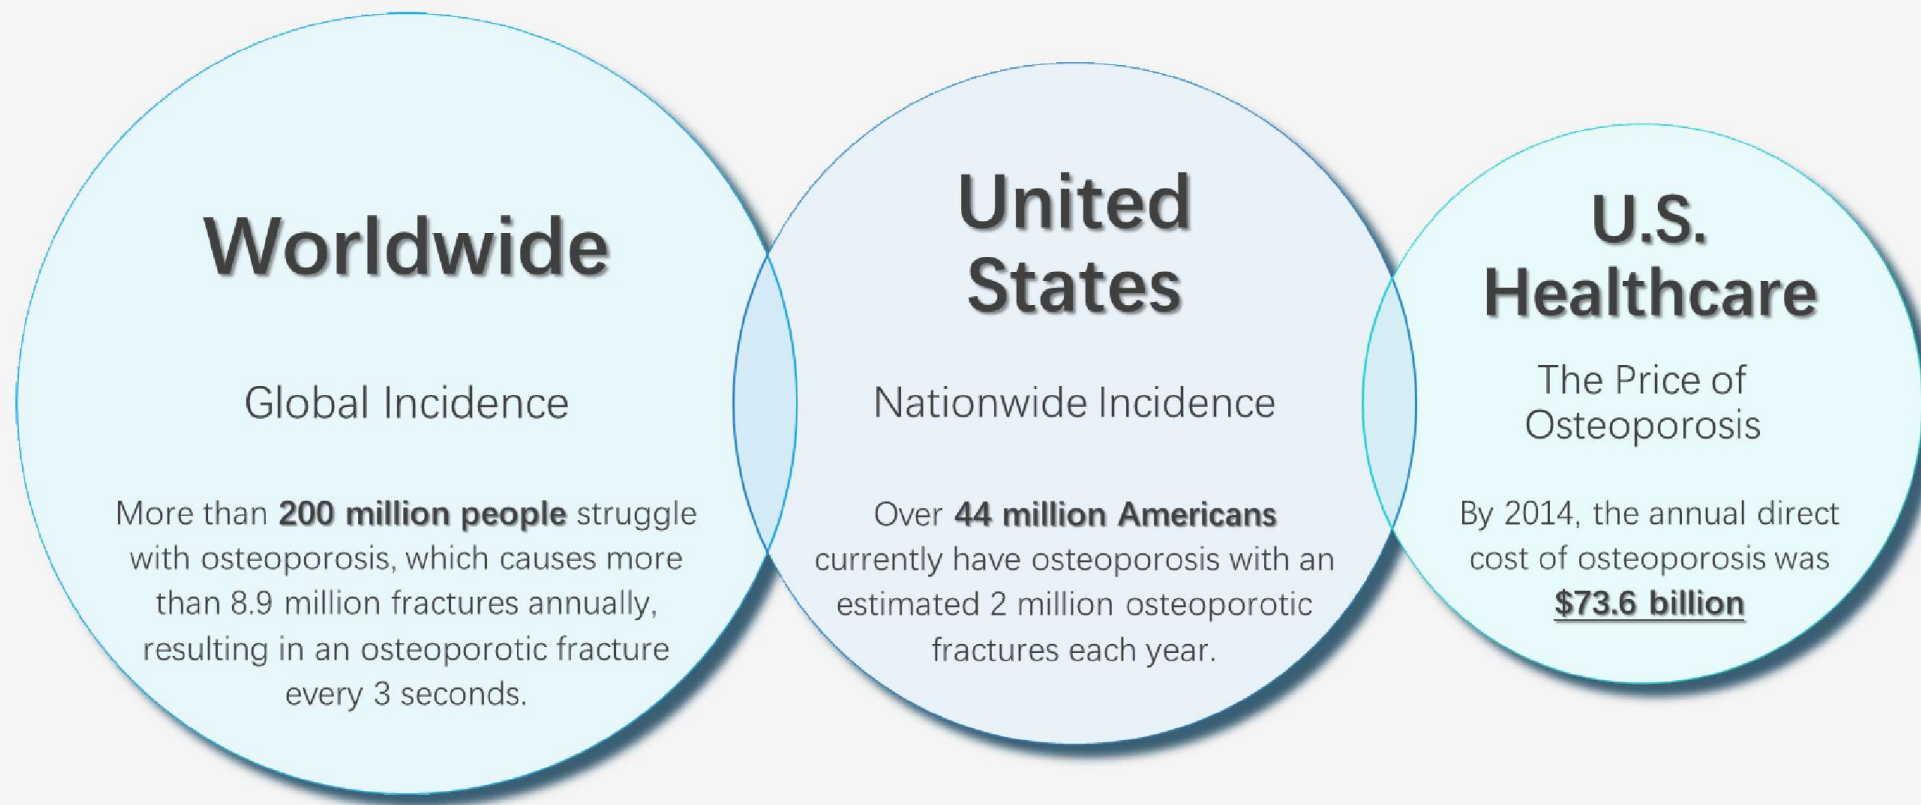 Worldwide
Global Incidence
More than 200 million people struggle
with osteoporosis, which causes more
than 8.9 million fractures annually,
resulting in an osteoporotic fracture
every 3 seconds.
United
States
Nationwide Incidence
Over 44 million Americans
currently have osteoporosis with an
estimated 2 million osteoporotic
fractures each year.
U.S.
Healthcare
The Price of
Osteoporosis
By 2014, the annual direct
cost of osteoporosis was
$73.6 billion